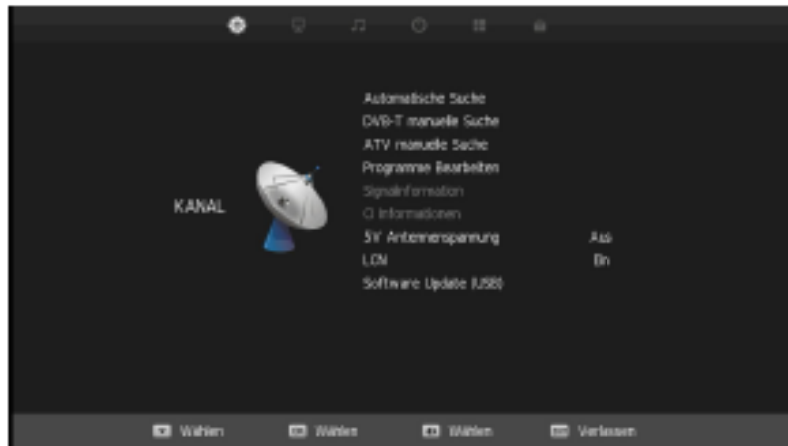 Automatische Suche
DVB-T manuelle Suche
ATV manuelle Suche
Programme Bearbeiten
Signalinformation
CI Informationen
KANAL
5V Antennenspannung Aus
LCN Ein
Software Update (USB)
Wählen Wählen Wählen Verlassen